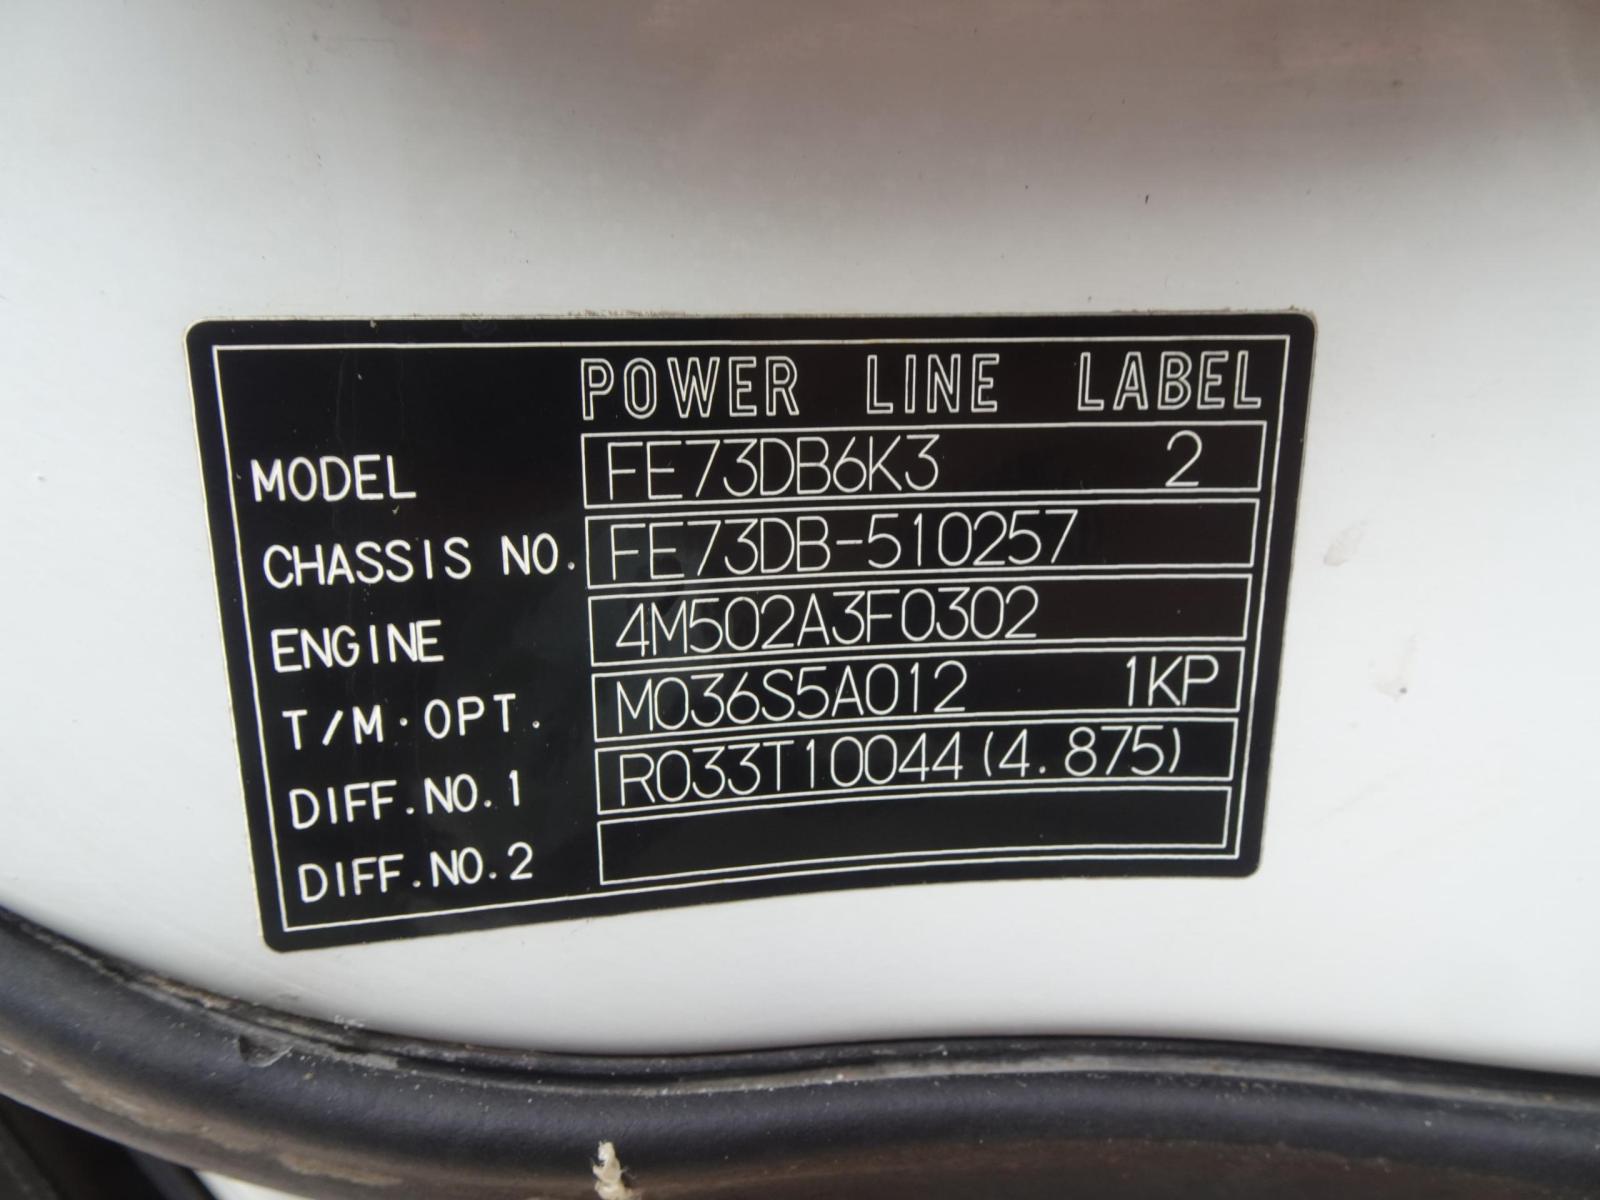 POWER LINE LABEL
MODEL FE73DB6K3 2
CHASSIS NO. FE73DB-510257
ENGINE 4M502A3F0302
T/M·OPT. M036S5A012 1KP
DIFF.NO.1 R033T10044(4.875)
DIFF.NO.2